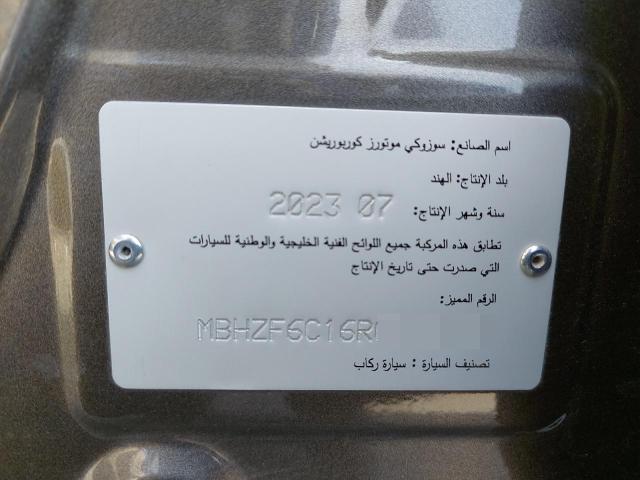 اسم الصانع: سوزوكي موتورز كوربوريشن
بلد الإنتاج: الهند
سنة وشهر الإنتاج: 2023 07
تطابق هذه المركبة جميع اللوائح الفنية الخليجية والوطنية للسيارات
التي صدرت حتى تاريخ الإنتاج
الرقم المميز:
MBHZF6C16R
تصنيف السيارة : سيارة ركاب